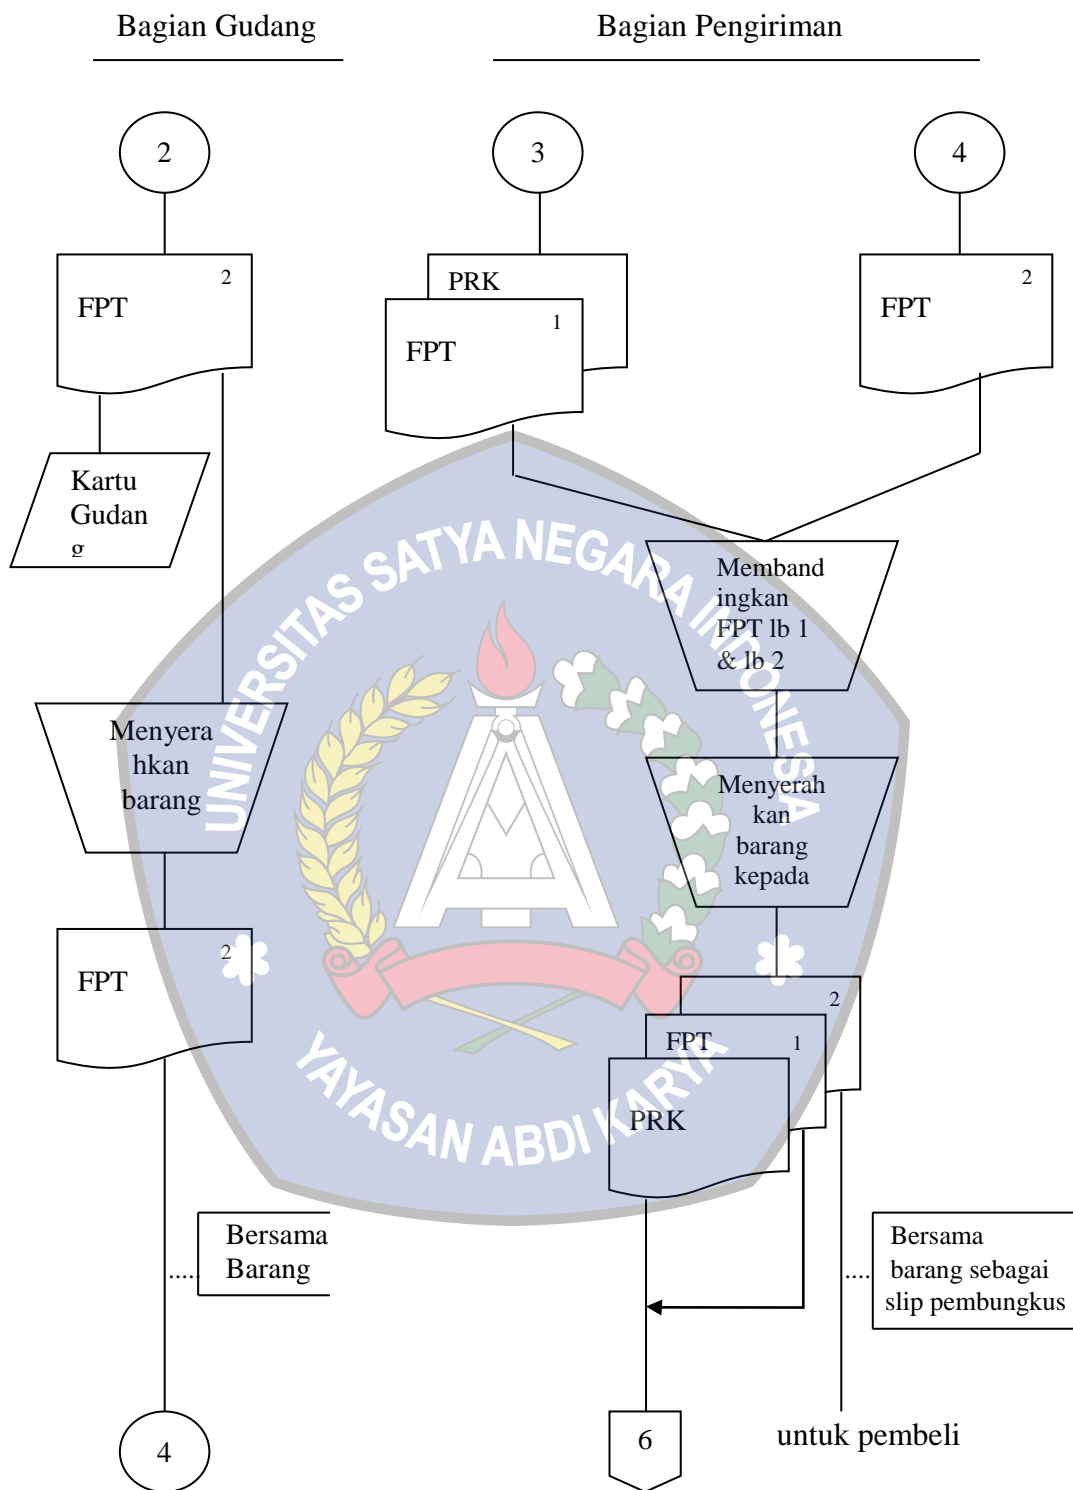 Bagian Gudang
Bagian Pengiriman
2
3
4
2
FPT
PRK
1
FPT
2
FPT
Kartu
Gudan
g
Memband
ingkan
FPT lb 1
& lb 2
Menyera
hkan
barang
Menyerah
kan
barang
kepada
2
FPT
2
FPT
1
PRK
Bersama
Barang
Bersama
barang sebagai
slip pembungkus
4
6
untuk pembeli
UNIVERSITAS SATYA NEGARA INDONESIA
YAYASAN ABDI KARYA